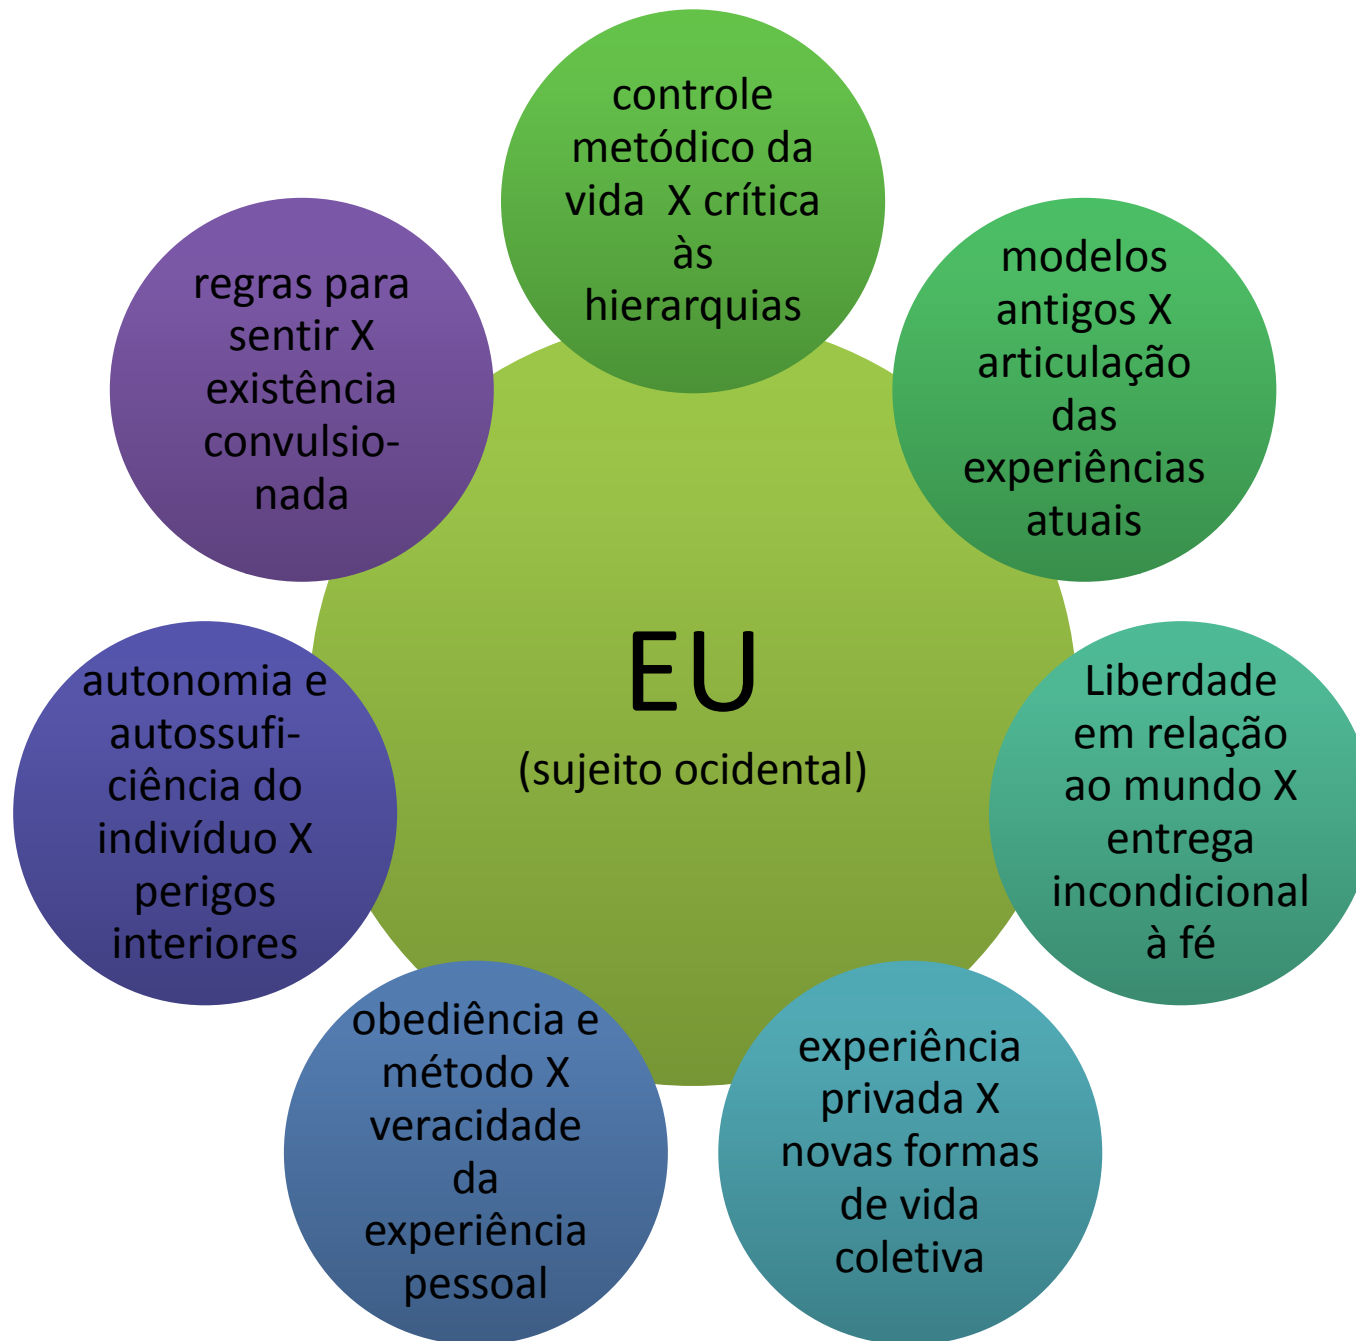 controle
metódico da
vida X crítica
às
hierarquias
modelos
antigos X
articulação
das
experiências
atuais
Liberdade
em relação
ao mundo X
entrega
incondicional
à fé
experiência
privada X
novas formas
de vida
coletiva
obediência e
método X
veracidade
da
experiência
pessoal
autonomia e
autossufi-
ciência do
indivíduo X
perigos
interiores
regras para
sentir X
existência
convulsio-
nada
EU
(sujeito ocidental)